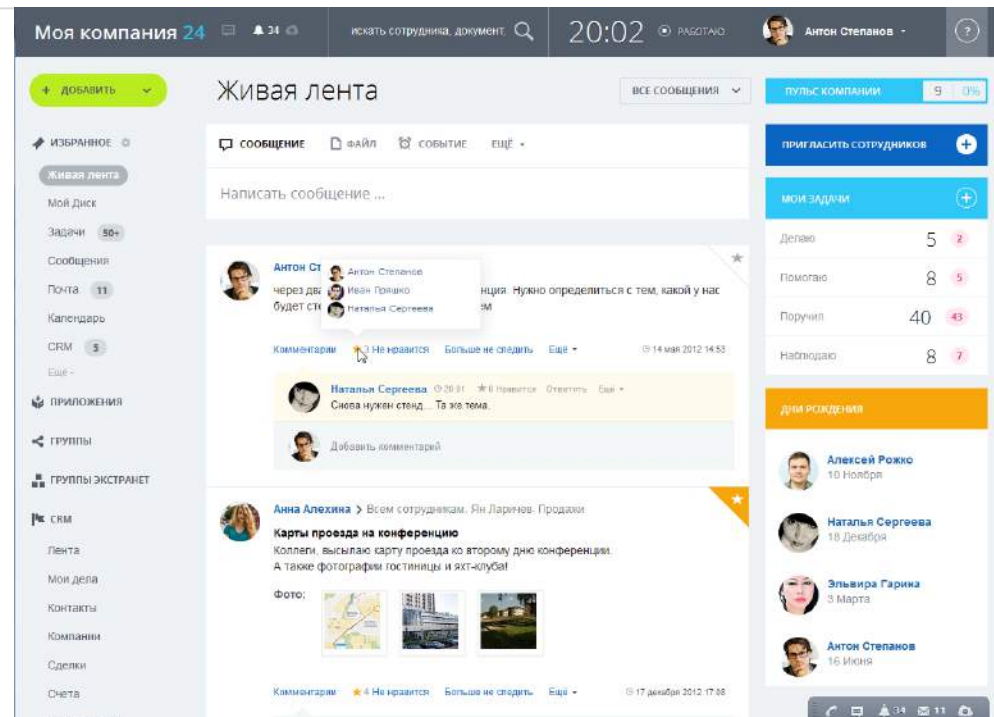 Моя компания 24
34
искать сотрудника, документ,
20:02
РАБОТАЮ
Антон Степанов
?
+ ДОБАВИТЬ
ИЗБРАННОЕ
Живая лента
Мой Диск
Задачи 50+
Сообщения
Почта 11
Календарь
CRM 5
Ещё
ПРИЛОЖЕНИЯ
ГРУППЫ
ГРУППЫ ЭКСТРАНЕТ
CRM
Лента
Мои дела
Контакты
Компании
Сделки
Счета
Живая лента
ВСЕ СООБЩЕНИЯ
СООБЩЕНИЕ
ФАЙЛ
СОБЫТИЕ
ЕЩЁ
Написать сообщение ...
Антон Ст
Антон Степанов
Иван Пряшко
Наталья Сергеева
через два
нция. Нужно определиться с тем, какой у нас
будет сте
ем
Комментарии 3 Не нравится Больше не следить Ещё 14 мая 2012 14:53
Наталья Сергеева 20:01 0 Нравится Ответить Ещё
Снова нужен стенд... Та же тема.
Добавить комментарий
Анна Алехина > Всем сотрудникам, Ян Ларичев, Продажи
Карты проезда на конференцию
Коллеги, высылаю карту проезда ко второму дню конференции.
А также фотографии гостиницы и яхт-клуба!
Фото:
Комментарии 4 Не нравится Больше не следить Ещё 17 декабря 2012 17:08
ПУЛЬС КОМПАНИИ 9 0%
ПРИГЛАСИТЬ СОТРУДНИКОВ +
МОИ ЗАДАЧИ +
Делаю 5 2
Помогаю 8 5
Поручил 40 43
Наблюдаю 8 7
ДНИ РОЖДЕНИЯ
Алексей Рожко
10 Ноября
Наталья Сергеева
18 Декабря
Эльвира Гарина
3 Марта
Антон Степанов
16 Июня
34 11